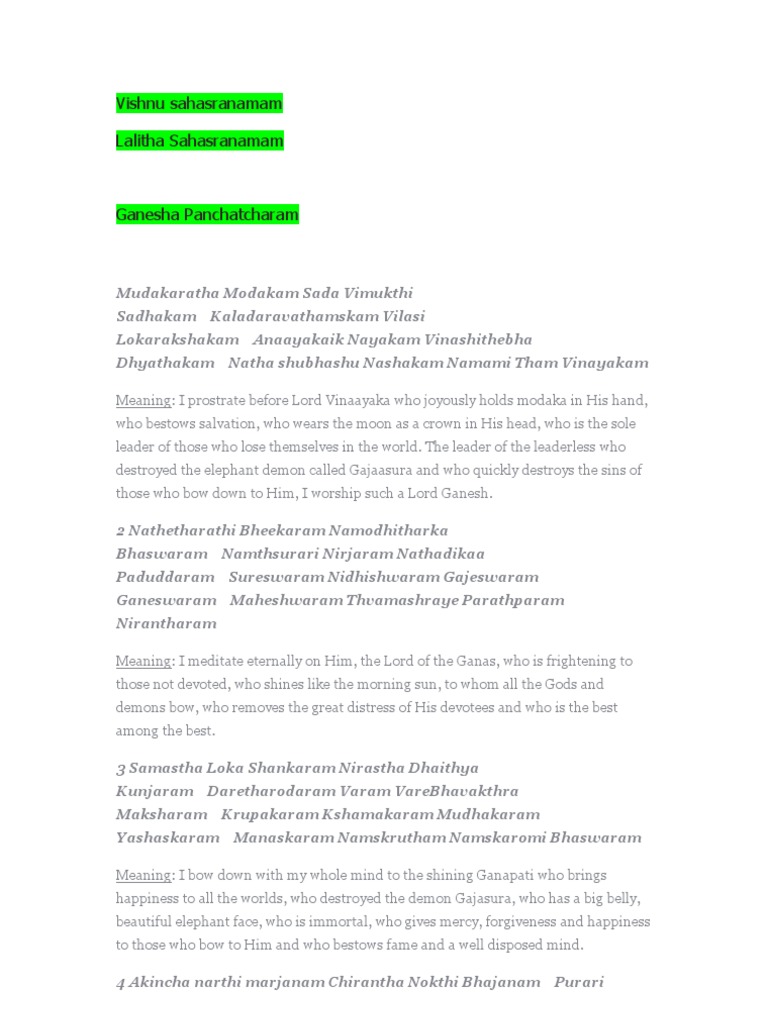 Vishnu sahasranamam
Lalitha Sahasranamam
Ganesha Panchatcharam
Mudakaratha Modakam Sada Vimukthi
Sadhakam Kaladaravathamskam Vilasi
Lokarakshakam Anaayakaik Nayakam Vinashithebha
Dhyathakam Natha shubhashu Nashakam Namami Tham Vinayakam
Meaning: I prostrate before Lord Vinaayaka who joyously holds modaka in His hand,
who bestows salvation, who wears the moon as a crown in His head, who is the sole
leader of those who lose themselves in the world. The leader of the leaderless who
destroyed the elephant demon called Gajaasura and who quickly destroys the sins of
those who bow down to Him, I worship such a Lord Ganesh.
2 Nathetharathi Bheekaram Namodhitharka
Bhaswaram Namthsurari Nirjaram Nathadikaa
Paduddaram Sureswaram Nidhishwaram Gajeswaram
Ganeswaram Maheshwaram Thvamashraye Parathparam
Nirantharam
Meaning: I meditate eternally on Him, the Lord of the Ganas, who is frightening to
those not devoted, who shines like the morning sun, to whom all the Gods and
demons bow, who removes the great distress of His devotees and who is the best
among the best.
3 Samastha Loka Shankaram Nirastha Dhaithya
Kunjaram Daretharodaram Varam VareBhavakthra
Maksharam Krupakaram Kshamakaram Mudhakaram
Yashaskaram Manaskaram Namskrutham Namskaromi Bhaswaram
Meaning: I bow down with my whole mind to the shining Ganapati who brings
happiness to all the worlds, who destroyed the demon Gajasura, who has a big belly,
beautiful elephant face, who is immortal, who gives mercy, forgiveness and happiness
to those who bow to Him and who bestows fame and a well disposed mind.
4 Akincha narthi marjanam Chirantha Nokthi Bhajanam Purari